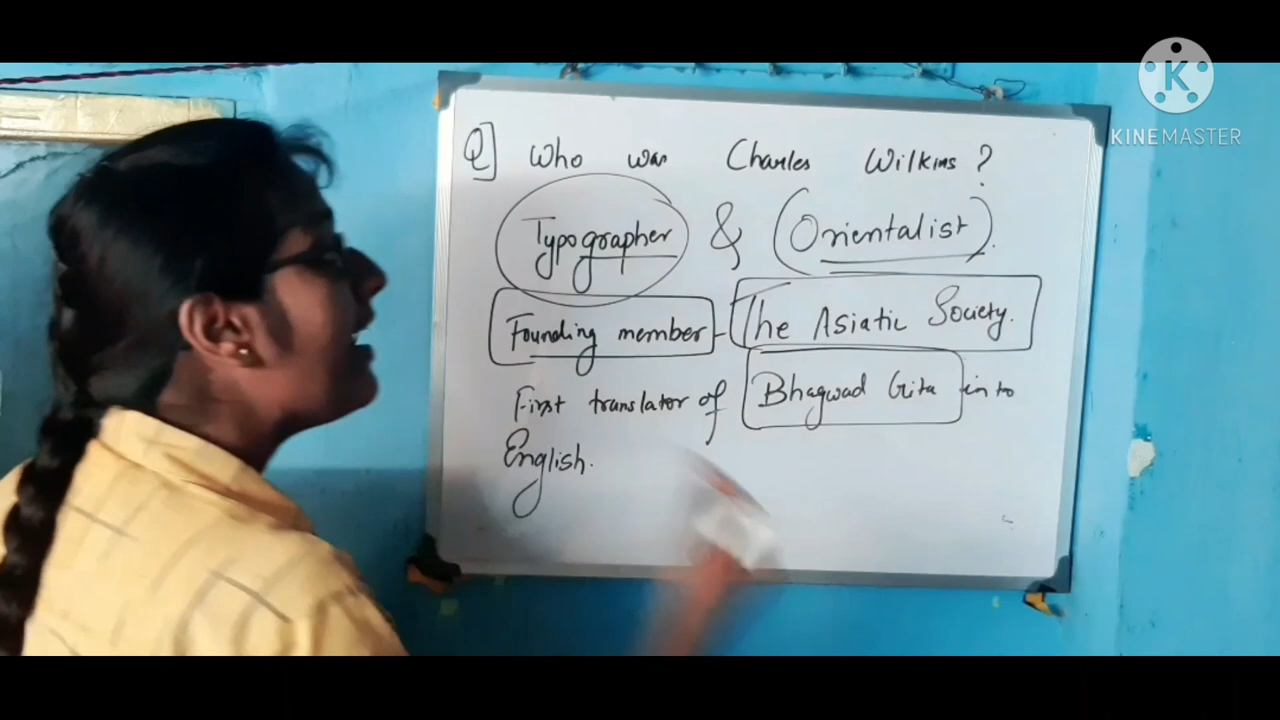 Q] Who was Charles Wilkins?
Typographer & (Orientalist).
Founding member - The Asiatic Society.
First translator of Bhagwad Gita into
English.
KINEMASTER